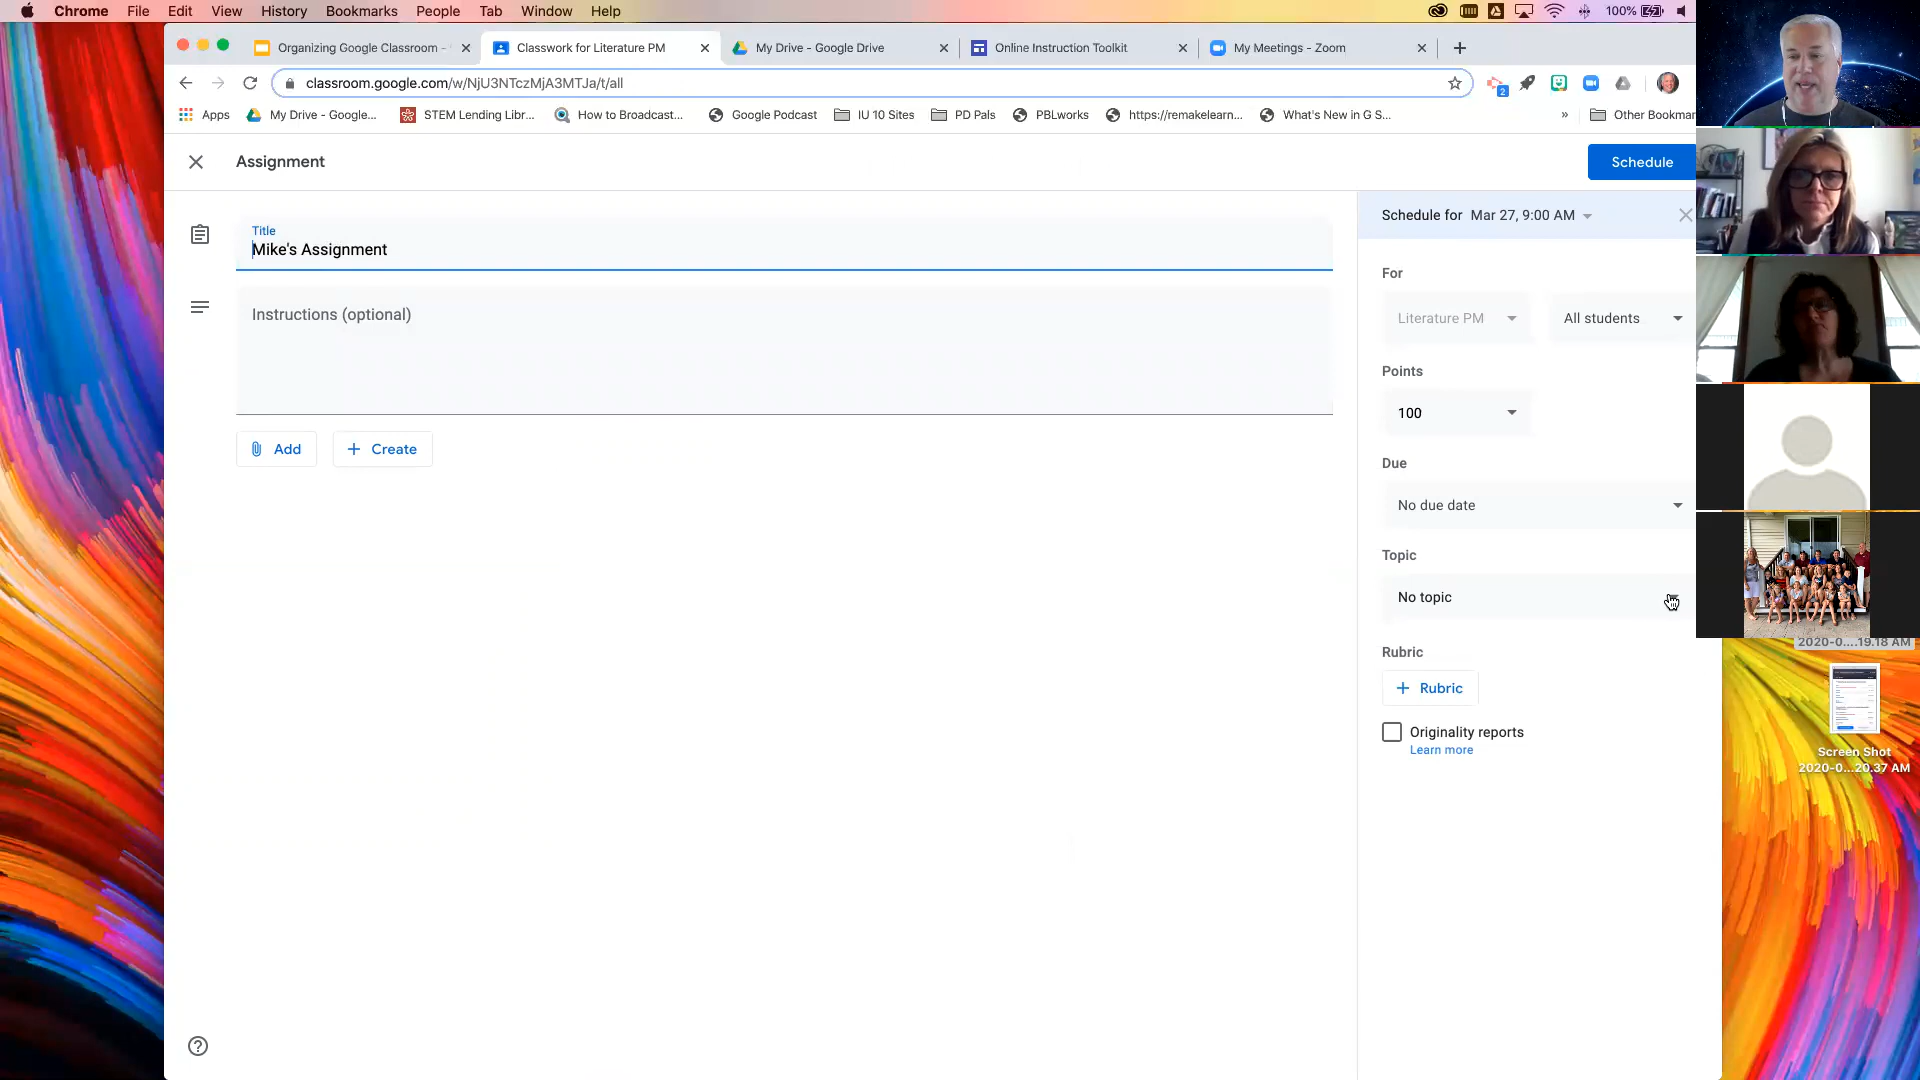 Chrome File Edit View History Bookmarks People Tab Window Help
100%
Organizing Google Classroom -
Classwork for Literature PM
My Drive - Google Drive
Online Instruction Toolkit
My Meetings - Zoom
classroom.google.com/w/NjU3NTczMjA3MTJa/t/all
2
Apps
My Drive - Google...
STEM Lending Libr...
How to Broadcast...
Google Podcast
IU 10 Sites
PD Pals
PBLworks
https://remakelearn...
What's New in G S...
»
Other Bookmar
Assignment
Schedule
Title
Mike's Assignment
Instructions (optional)
Add
Create
Schedule for Mar 27, 9:00 AM
For
Literature PM
All students
Points
100
Due
No due date
Topic
No topic
Rubric
+ Rubric
Originality reports
Learn more
2020-0....19.18 AM
Screen Shot
2020-0...20.37 AM